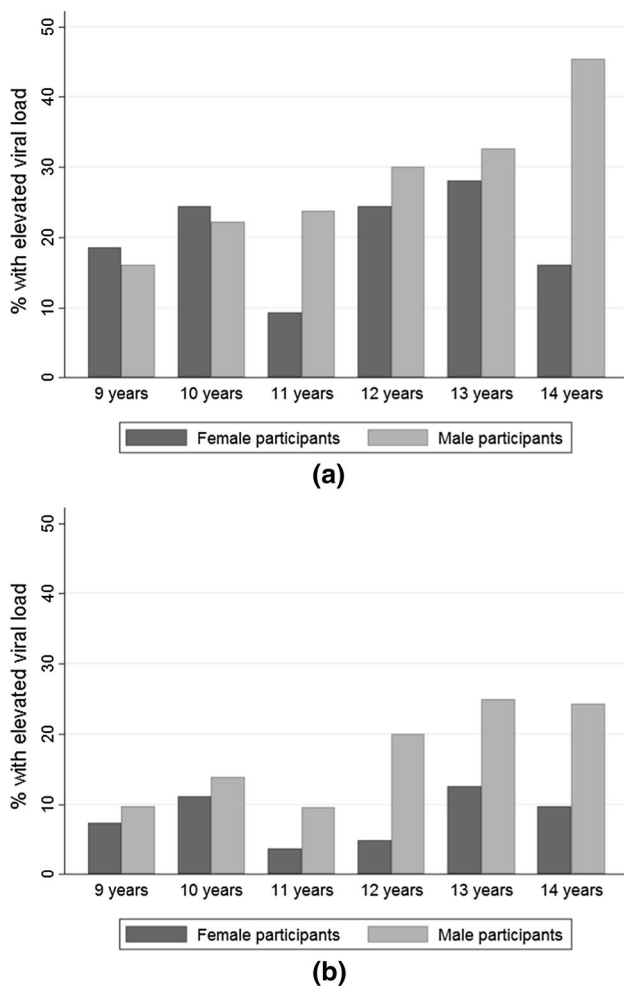 % with elevated viral load
50
40
30
20
10
0
9 years 10 years 11 years 12 years 13 years 14 years
Female participants Male participants
(a)
% with elevated viral load
50
40
30
20
10
0
9 years 10 years 11 years 12 years 13 years 14 years
Female participants Male participants
(b)